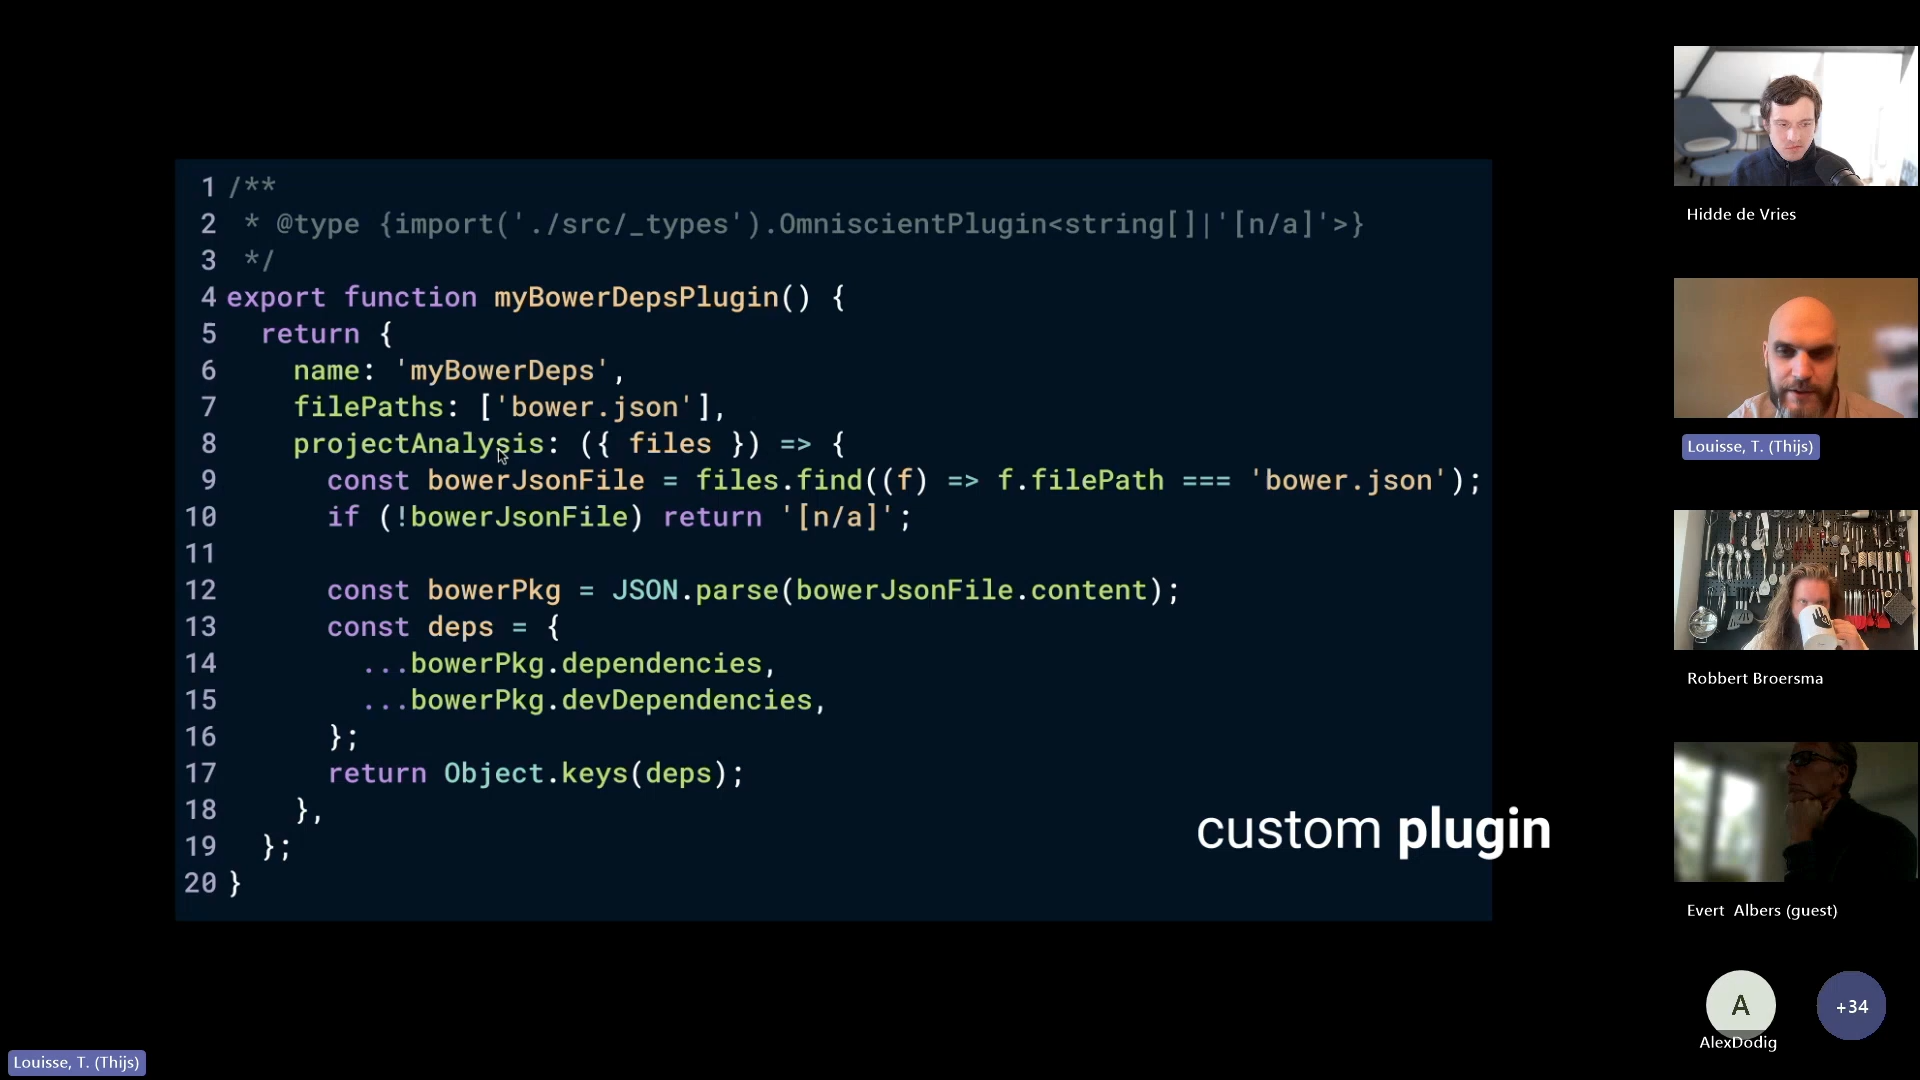 1 /**
2 * @type {import('./src/_types').OmniscientPlugin<string[]|'[n/a]'>}
3 */
4 export function myBowerDepsPlugin() {
5 return {
6 name: 'myBowerDeps',
7 filePaths: ['bower.json'],
8 projectAnalysis: ({ files }) => {
9 const bowerJsonFile = files.find((f) => f.filePath === 'bower.json');
10 if (!bowerJsonFile) return '[n/a]';
11
12 const bowerPkg = JSON.parse(bowerJsonFile.content);
13 const deps = {
14 ...bowerPkg.dependencies,
15 ...bowerPkg.devDependencies,
16 };
17 return Object.keys(deps);
18 },
19 };
20 }
custom plugin
Hidde de Vries
Louisse, T. (Thijs)
Robbert Broersma
Evert Albers (guest)
A
AlexDodig
+34
Louisse, T. (Thijs)